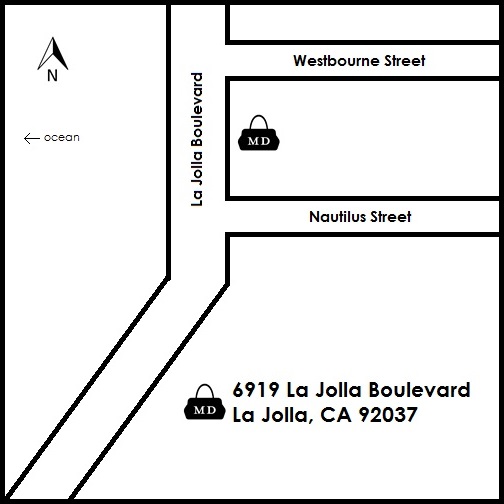 Westbourne Street
N
La Jolla Boulevard
← ocean
MD
Nautilus Street
MD
6919 La Jolla Boulevard
La Jolla, CA 92037